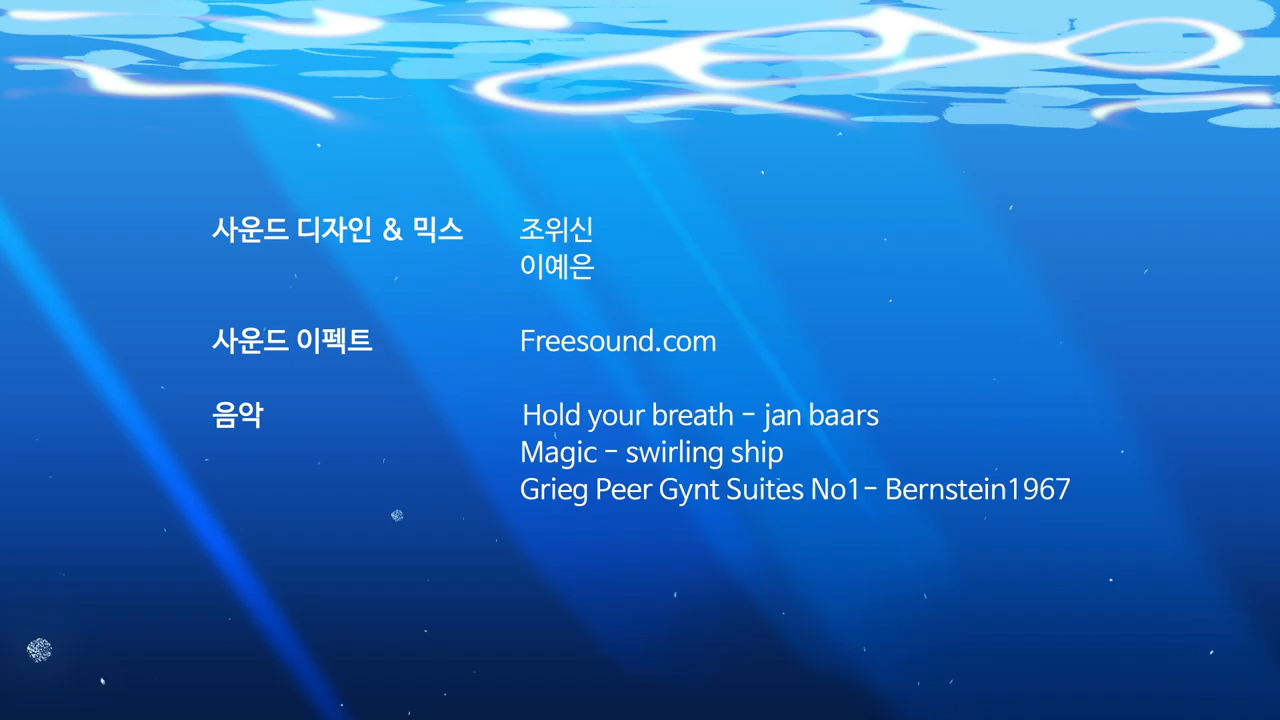 사운드 디자인 & 믹스 조위신
이예은
사운드 이펙트 Freesound.com
음악 Hold your breath - jan baars
Magic - swirling ship
Grieg Peer Gynt Suites No1- Bernstein1967